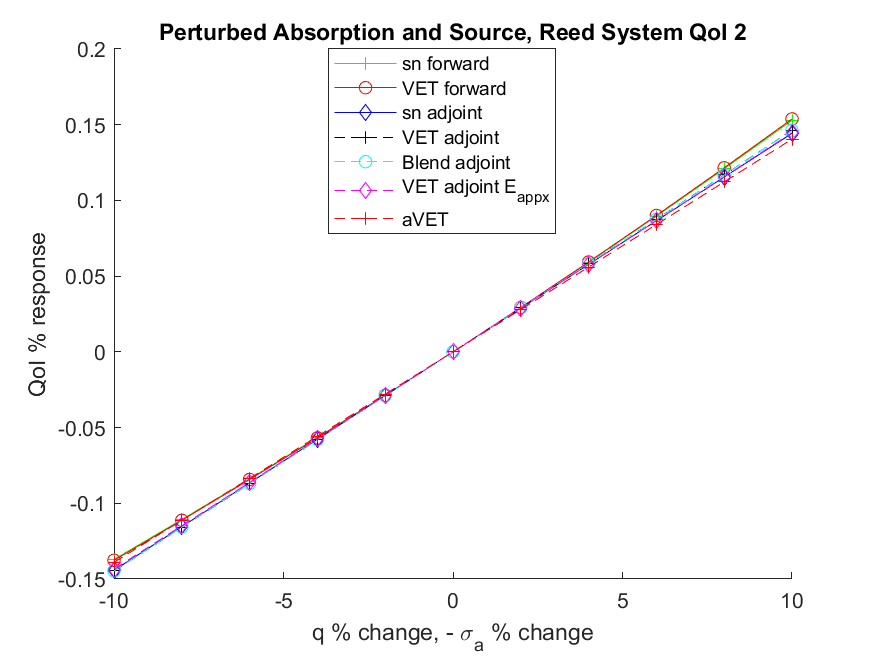 Perturbed Absorption and Source, Reed System QoI 2
sn forward
VET forward
sn adjoint
VET adjoint
Blend adjoint
VET adjoint E_appx
aVET
QoI % response
0.2
0.15
0.1
0.05
0
-0.05
-0.1
-0.15
-10
-5
0
5
10
q % change, - σ_a % change